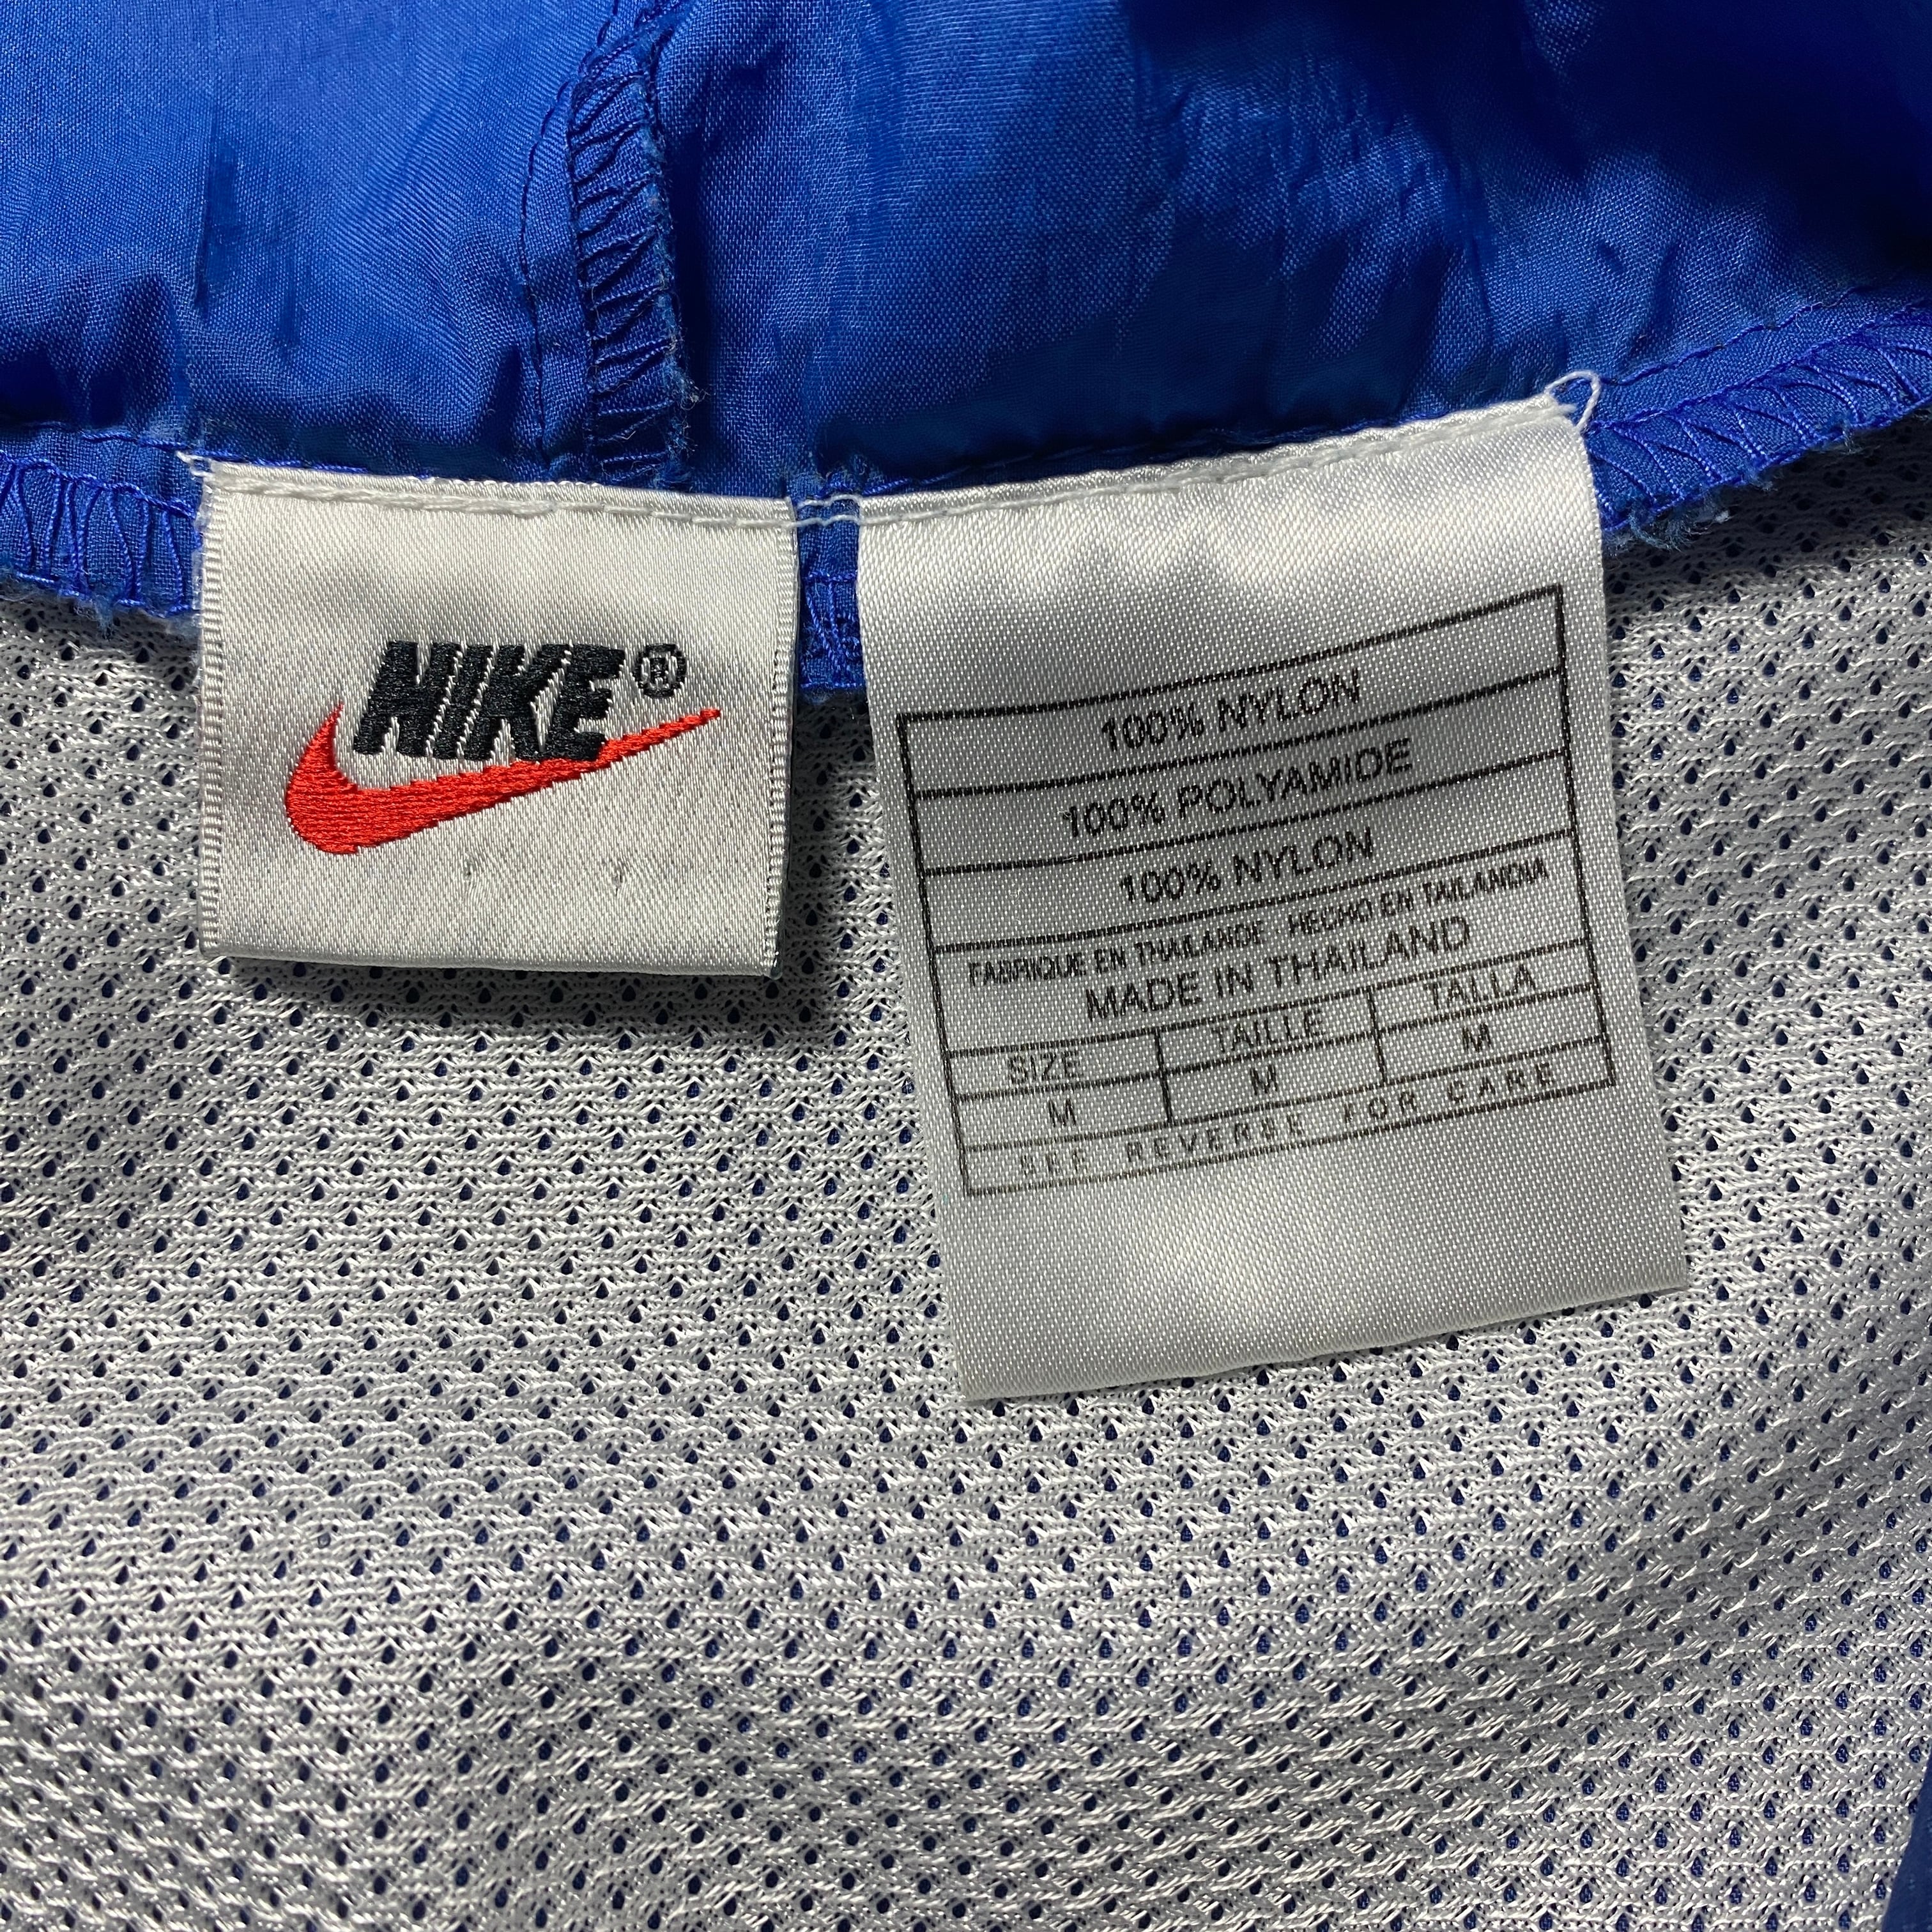 NIKE®
100% NYLON
100% POLYAMIDE
100% NYLON
FABRIQUE EN THAILANDE HECHO EN TAILANDIA
MADE IN THAILAND
SIZE TAILLE TALLA
M M M
SEE REVERSE FOR CARE